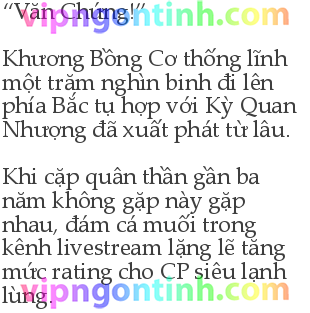 “Văn Chứng!”
vipngontinh.com
Khương Bồng Cơ thống lĩnh
một trăm nghìn binh đi lên
phía Bắc tụ họp với Kỳ Quan
Nhượng đã xuất phát từ lâu.
Khi cặp quân thần gần ba
năm không gặp này gặp
nhau, đám cá muối trong
kênh livestream lặng lẽ tăng
mức rating cho CP siêu lạnh
lùng.
vipngontinh.com